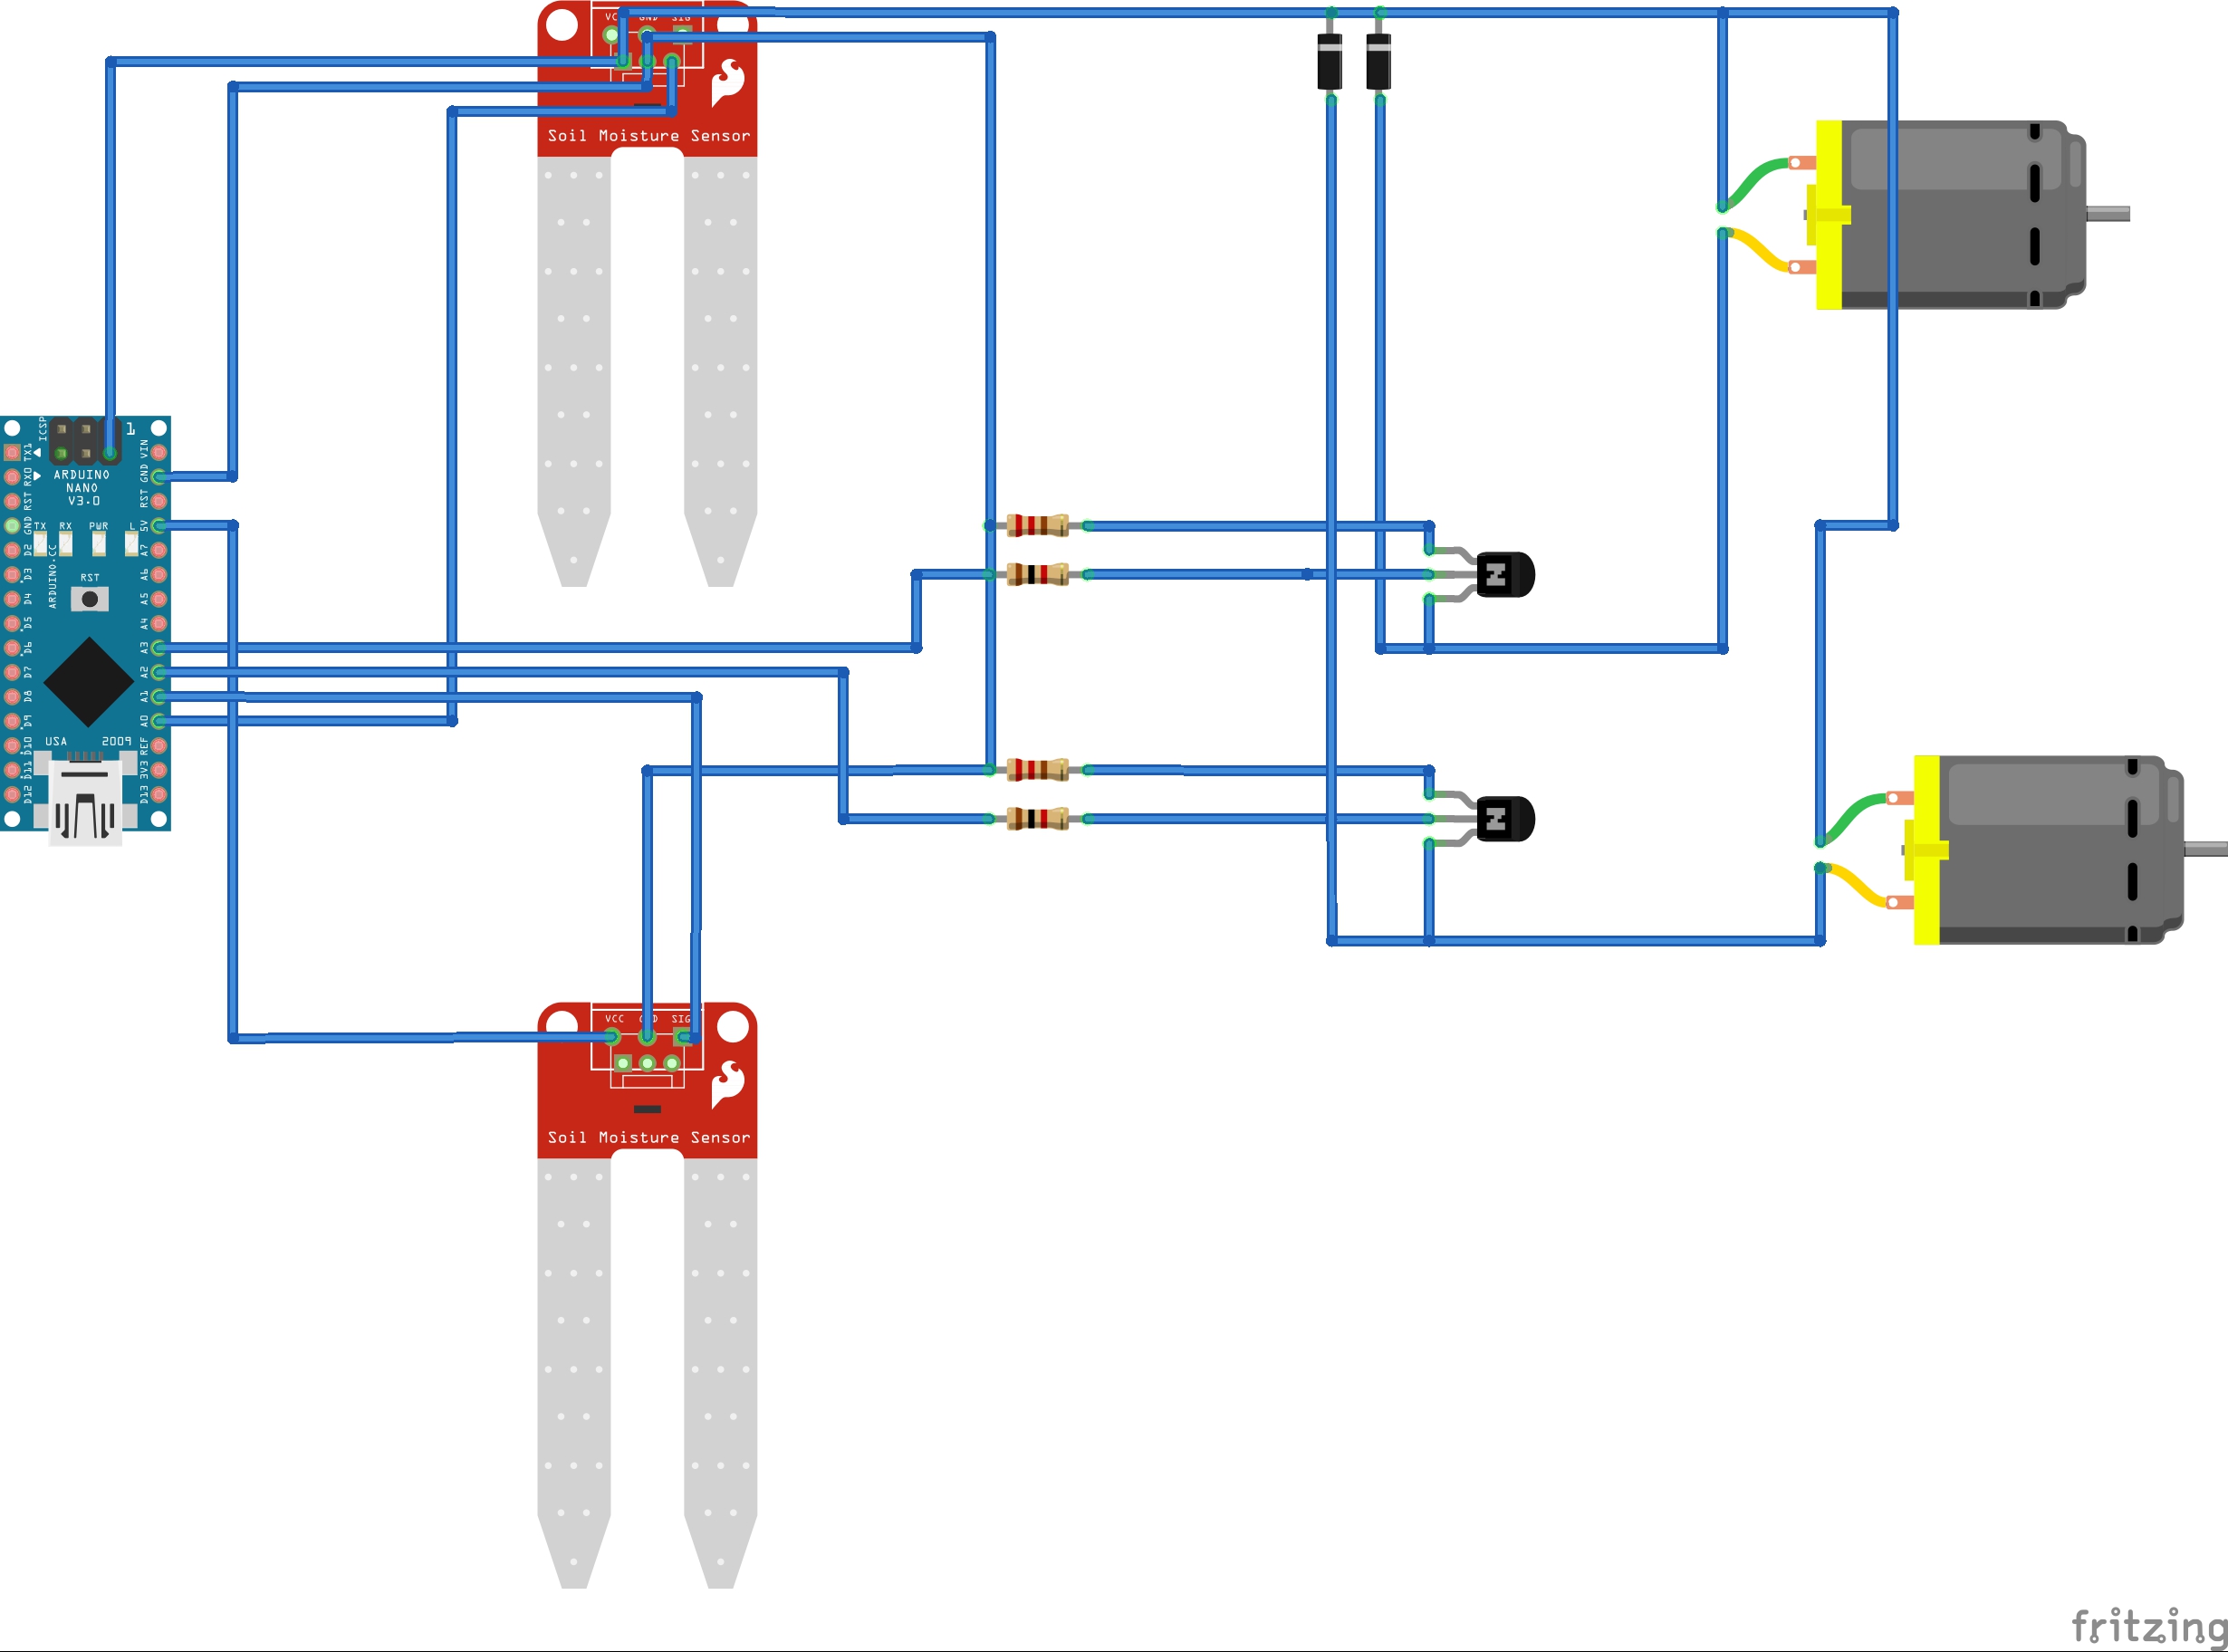 VC GND SIG
Soil Moisture Sensor
ICSP
1
TX1
RX0
RST
GND
D2
D3
D4
D5
D6
D7
D8
D9
D10
D11
D12
VIN
GND
RST
5V
A7
A6
A5
A4
A3
A2
A1
A0
REF
3V3
D13
ARDUINO
NANO
V3.0
TX RX PWR L
RST
ARDUINO.CC
USA 2009
VCC GND SIG
Soil Moisture Sensor
fritzing